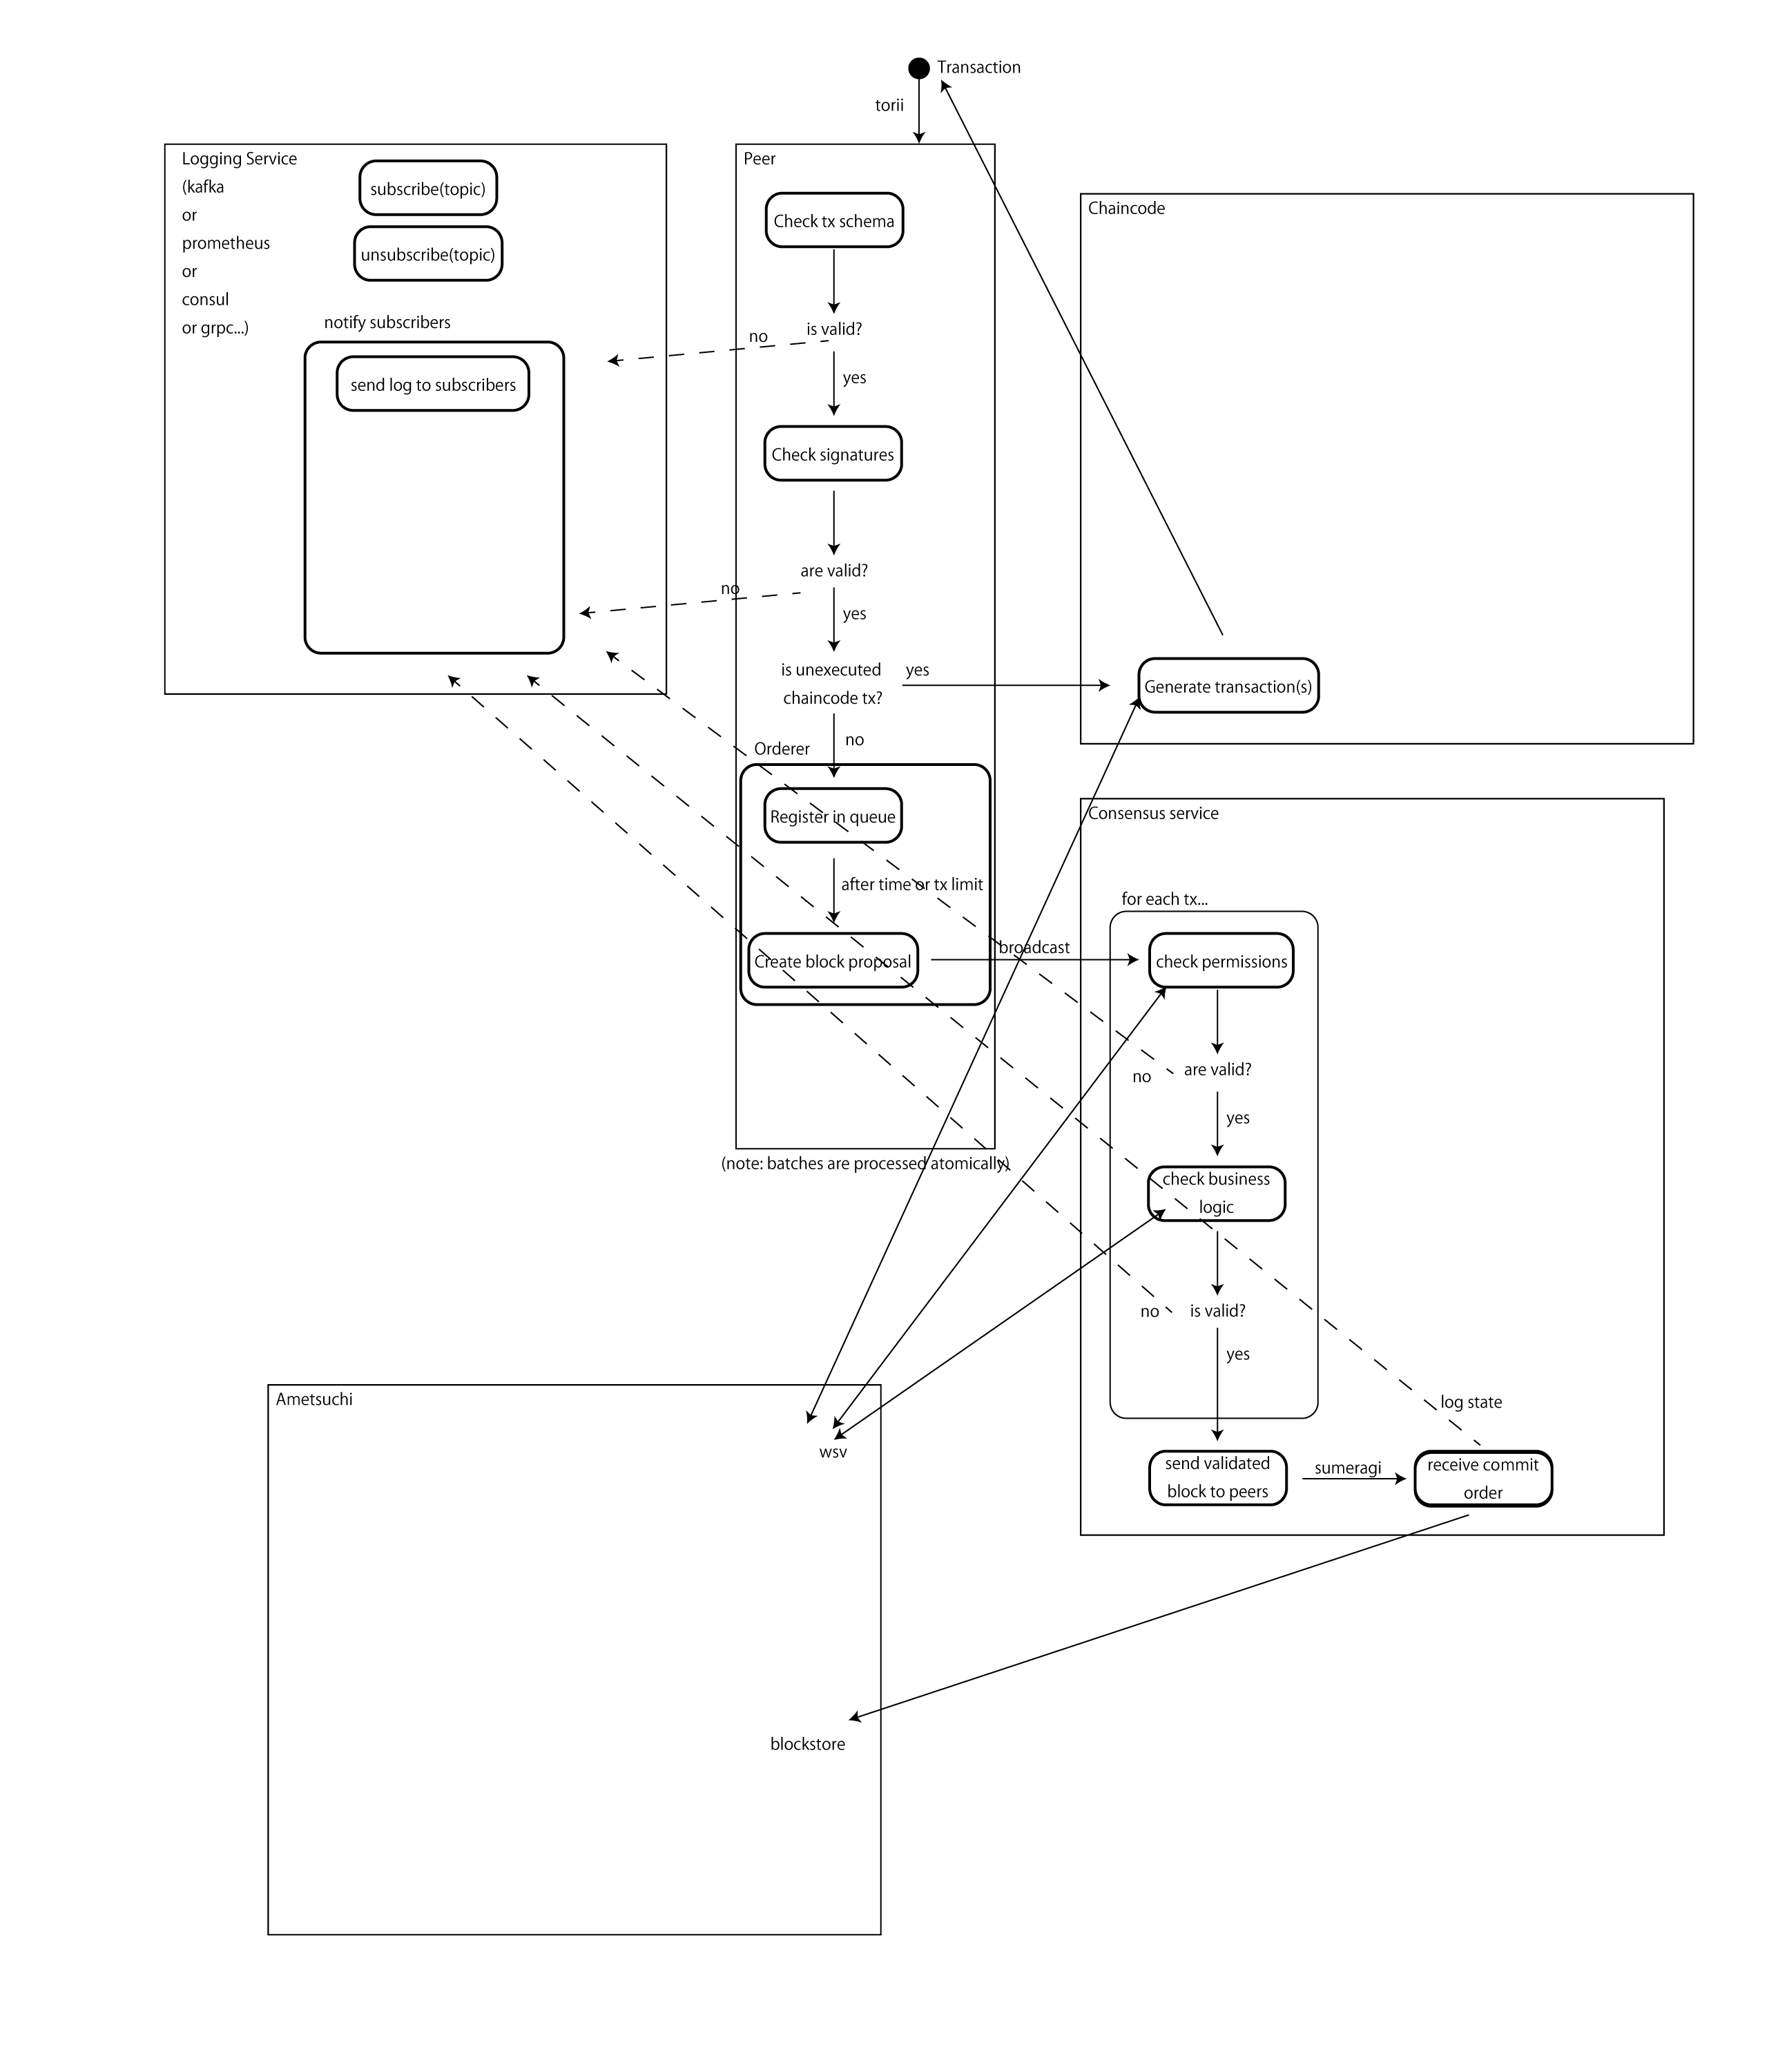 Transaction
torii
Logging Service
(kafka
or
prometheus
or
consul
or grpc...)
subscribe(topic)
unsubscribe(topic)
notify subscribers
send log to subscribers
Peer
Check tx schema
is valid?
no
yes
Check signatures
are valid?
no
yes
is unexecuted
chaincode tx?
yes
no
Orderer
Register in queue
after time or tx limit
Create block proposal
broadcast
(note: batches are processed atomically)
Chaincode
Generate transaction(s)
Consensus service
for each tx...
check permissions
are valid?
no
yes
check business
logic
is valid?
no
yes
log state
send validated
block to peers
sumeragi
receive commit
order
Ametsuchi
wsv
blockstore